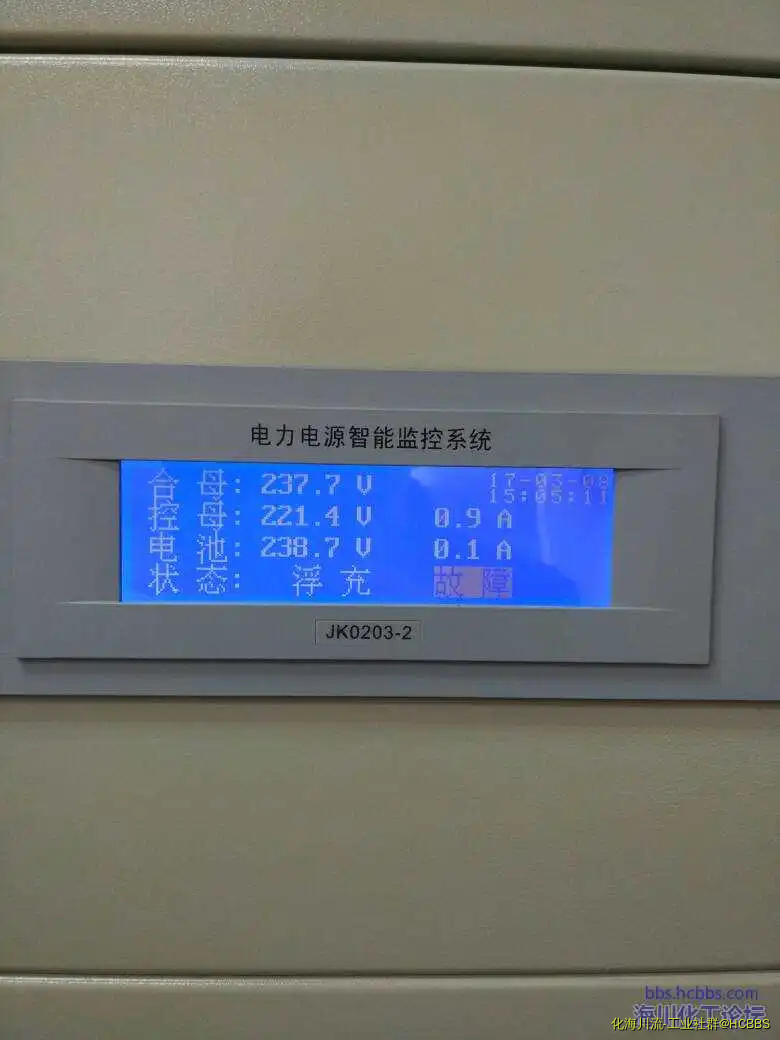 电力电源智能监控系统
合母：237.7 V 17-03-08
15:05:11
控母：221.4 V 0.9 A
电池：238.7 V 0.1 A
状态： 浮充 故障
JK0203-2
bbs.hcbbs.com
海川化工论坛
化海川流-工业社群@HCBBS